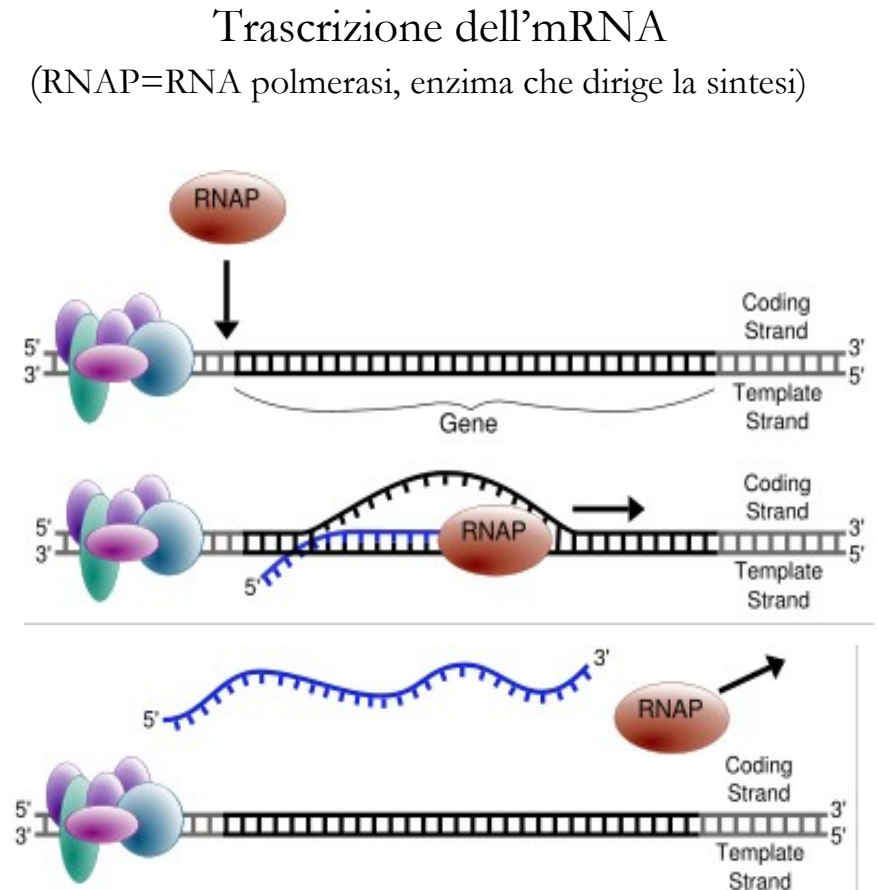 Trascrizione dell’mRNA
(RNAP=RNA polmerasi, enzima che dirige la sintesi)
RNAP
Coding
Strand
5'
3'
3'
5'
Template
Strand
Gene
Coding
Strand
5'
3'
RNAP
3'
5'
5'
Template
Strand
3'
5'
RNAP
Coding
Strand
5'
3'
3'
5'
Template
Strand